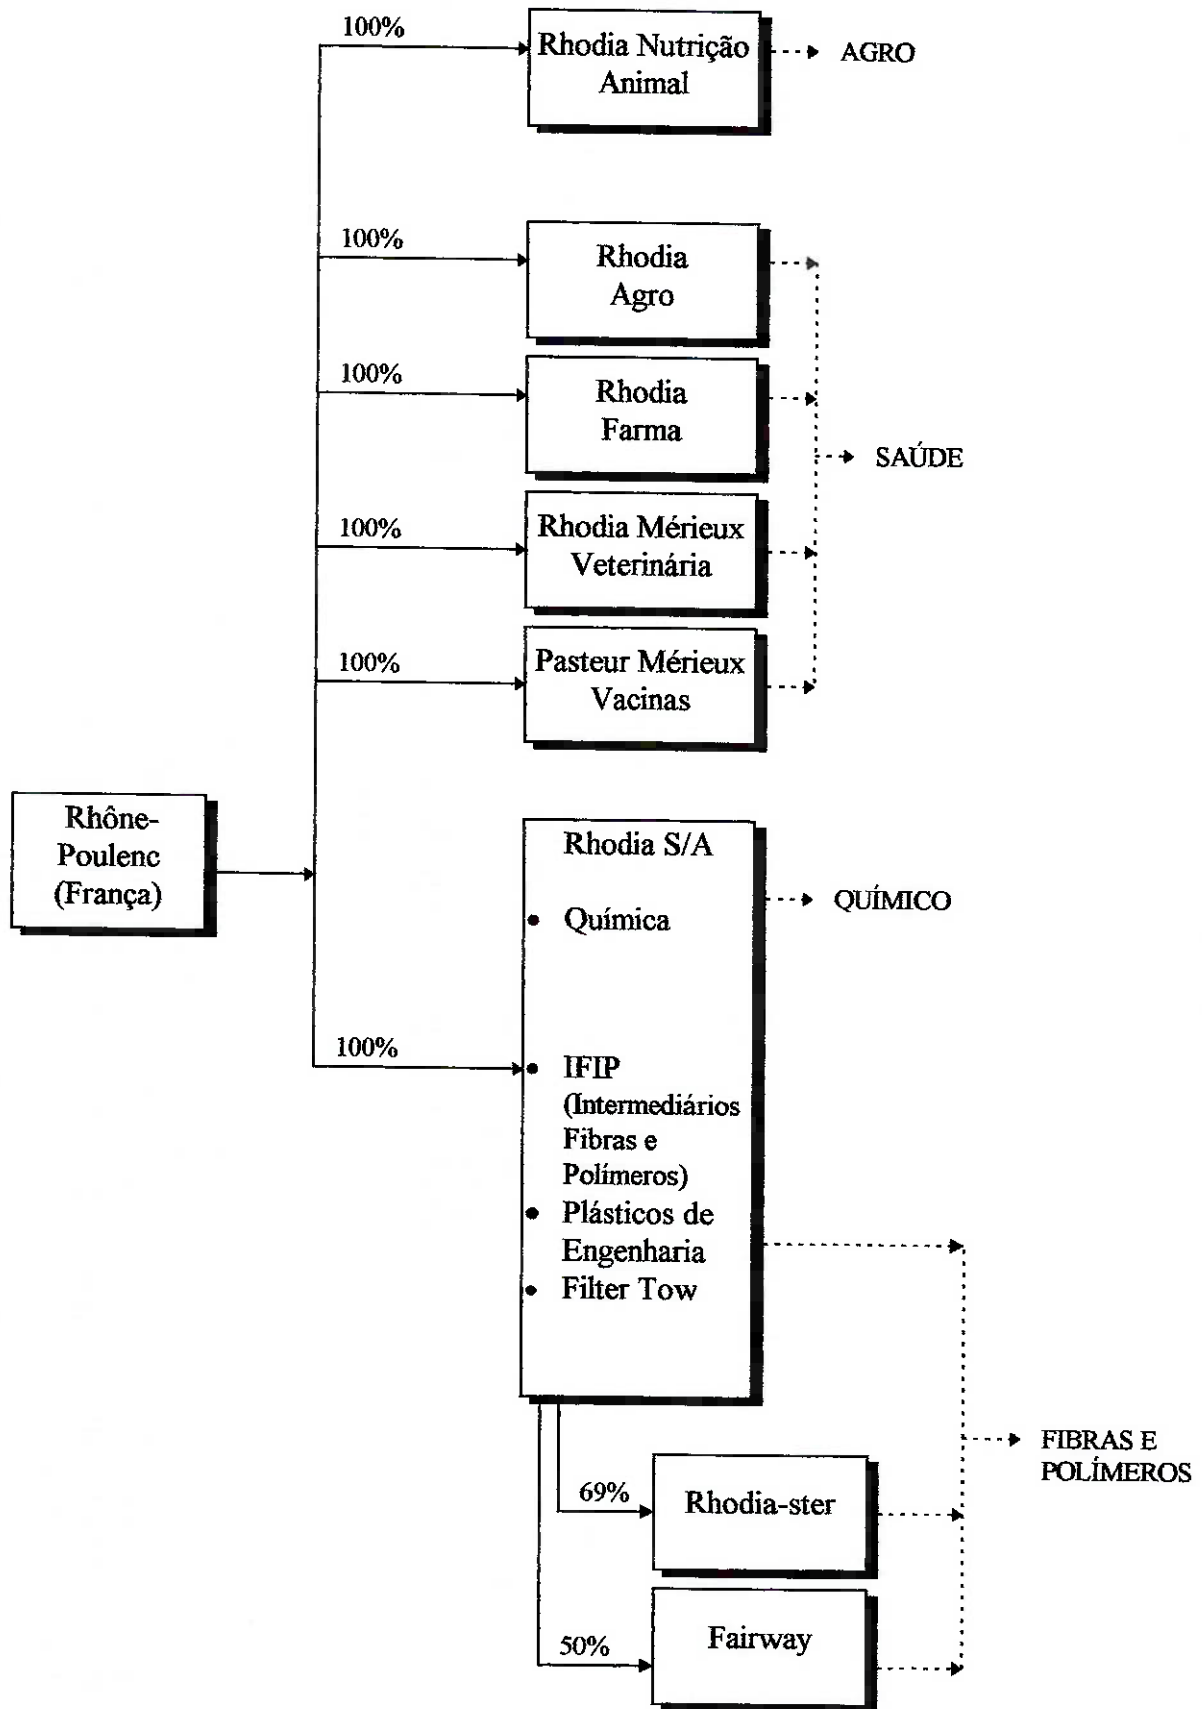 100%
Rhodia Nutrição
Animal
AGRO
100%
Rhodia
Agro
100%
Rhodia
Farma
SAÚDE
100%
Rhodia Mérieux
Veterinária
100%
Pasteur Mérieux
Vacinas
Rhône-
Poulenc
(França)
Rhodia S/A
QUÍMICO
• Química
100%
• IFIP
(Intermediários
Fibras e
Polímeros)
• Plásticos de
Engenharia
• Filter Tow
FIBRAS E
POLÍMEROS
69%
Rhodia-ster
50%
Fairway